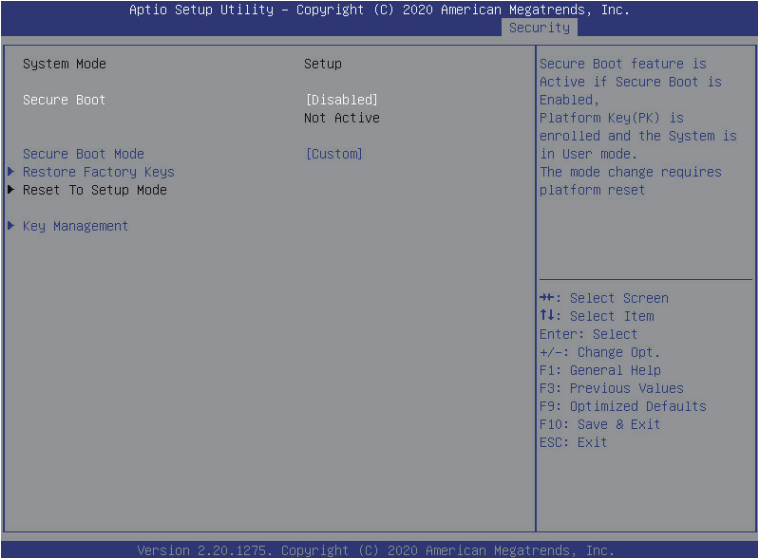 Aptio Setup Utility – Copyright (C) 2020 American Megatrends, Inc.
Security
System Mode Setup
Secure Boot [Disabled]
Not Active
Secure Boot Mode [Custom]
Restore Factory Keys
Reset To Setup Mode
Key Management
Secure Boot feature is
Active if Secure Boot is
Enabled,
Platform Key(PK) is
enrolled and the System is
in User mode.
The mode change requires
platform reset
→←: Select Screen
↑↓: Select Item
Enter: Select
+/-: Change Opt.
F1: General Help
F3: Previous Values
F9: Optimized Defaults
F10: Save & Exit
ESC: Exit
Version 2.20.1275. Copyright (C) 2020 American Megatrends, Inc.